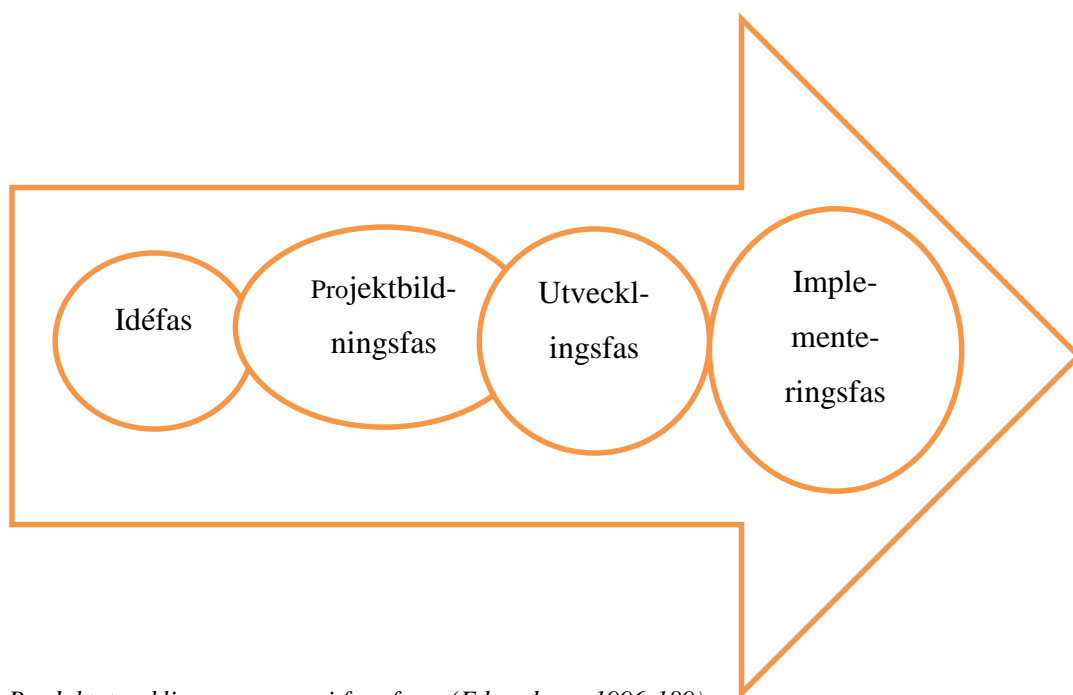 Idéfas
Projektbild-
ningsfas
Utveckl-
ingsfas
Imple-
mente-
ringsfas